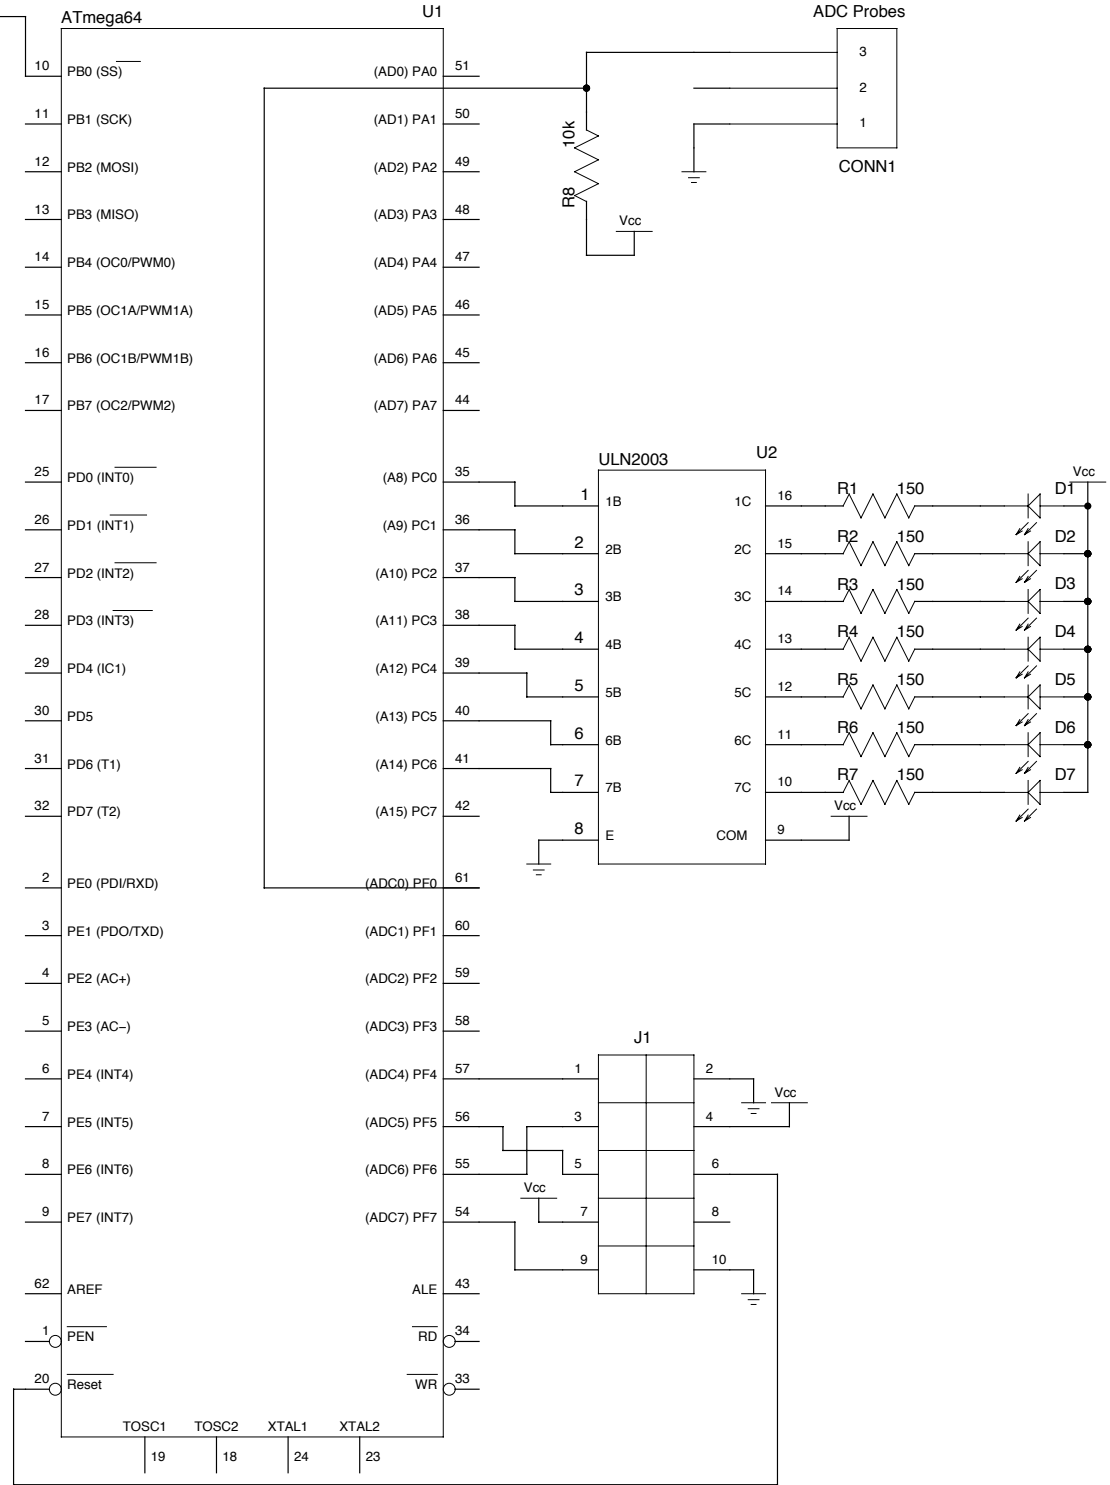 ATmega64 U1
10 PB0 (SS) (AD0) PA0 51
11 PB1 (SCK) (AD1) PA1 50
12 PB2 (MOSI) (AD2) PA2 49
13 PB3 (MISO) (AD3) PA3 48
14 PB4 (OC0/PWM0) (AD4) PA4 47
15 PB5 (OC1A/PWM1A) (AD5) PA5 46
16 PB6 (OC1B/PWM1B) (AD6) PA6 45
17 PB7 (OC2/PWM2) (AD7) PA7 44
25 PD0 (INT0) (A8) PC0 35
26 PD1 (INT1) (A9) PC1 36
27 PD2 (INT2) (A10) PC2 37
28 PD3 (INT3) (A11) PC3 38
29 PD4 (IC1) (A12) PC4 39
30 PD5 (A13) PC5 40
31 PD6 (T1) (A14) PC6 41
32 PD7 (T2) (A15) PC7 42
2 PE0 (PDI/RXD) (ADC0) PF0 61
3 PE1 (PDO/TXD) (ADC1) PF1 60
4 PE2 (AC+) (ADC2) PF2 59
5 PE3 (AC−) (ADC3) PF3 58
6 PE4 (INT4) (ADC4) PF4 57
7 PE5 (INT5) (ADC5) PF5 56
8 PE6 (INT6) (ADC6) PF6 55
9 PE7 (INT7) (ADC7) PF7 54
62 AREF ALE 43
1 PEN RD 34
20 Reset WR 33
TOSC1 TOSC2 XTAL1 XTAL2
19 18 24 23
ADC Probes
3
2
1
CONN1
10k
R8
Vcc
ULN2003 U2
Vcc
1 1B 1C 16 R1 150 D1
2 2B 2C 15 R2 150 D2
3 3B 3C 14 R3 150 D3
4 4B 4C 13 R4 150 D4
5 5B 5C 12 R5 150 D5
6 6B 6C 11 R6 150 D6
7 7B 7C 10 R7 150 D7
8 E COM 9 Vcc
J1
1 2
Vcc
3 4
5 6
Vcc
7 8
9 10